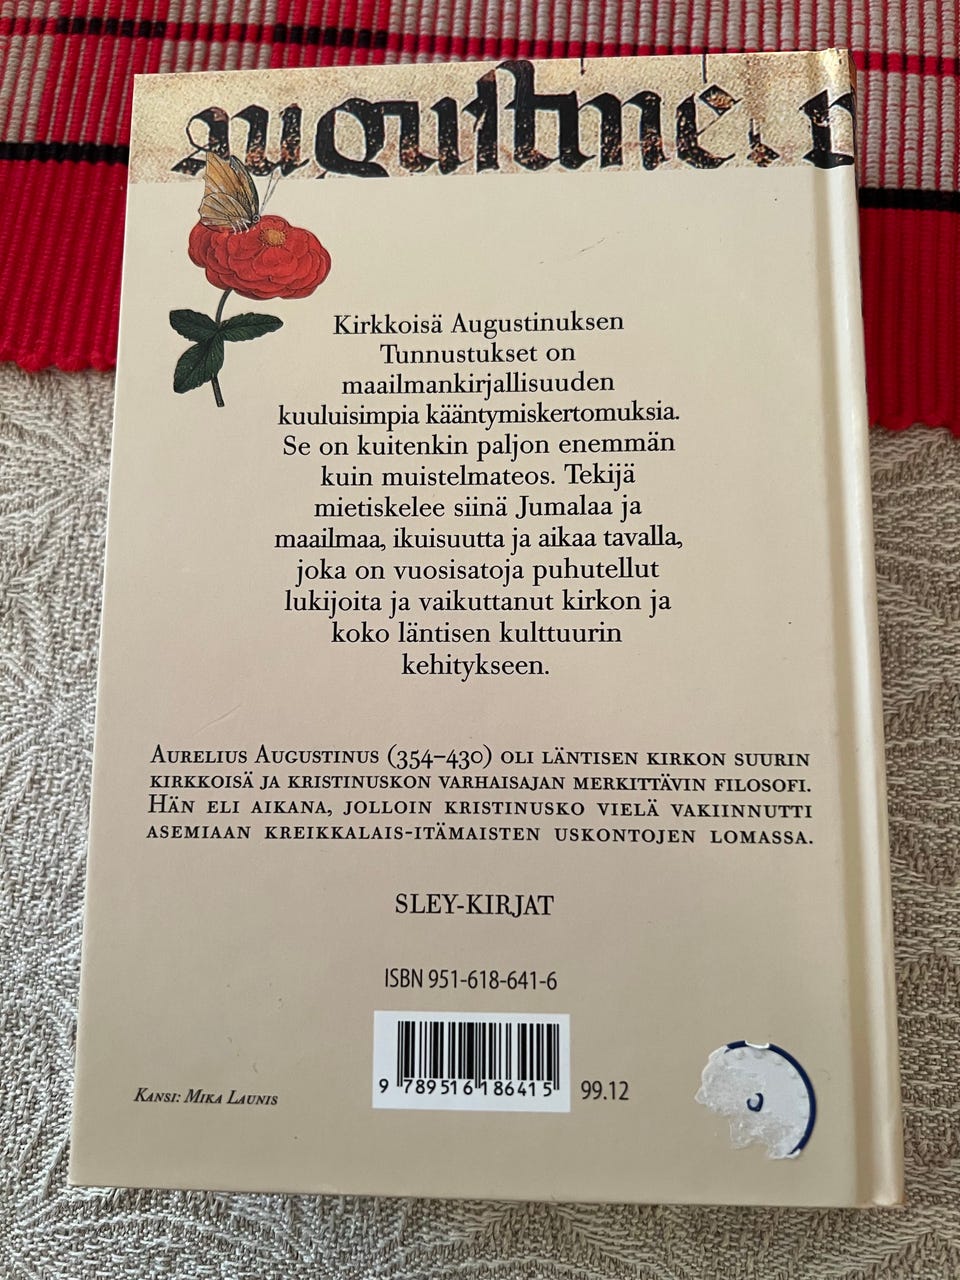 augustine
Kirkkoisä Augustinuksen
Tunnustukset on
maailmankirjallisuuden
kuuluisimpia kääntymiskertomuksia.
Se on kuitenkin paljon enemmän
kuin muistelmateos. Tekijä
mietiskelee siinä Jumalaa ja
maailmaa, ikuisuutta ja aikaa tavalla,
joka on vuosisatoja puhutellut
lukijoita ja vaikuttanut kirkon ja
koko läntisen kulttuurin
kehitykseen.
Aurelius Augustinus (354–430) oli läntisen kirkon suurin
kirkkoisä ja kristinuskon varhaisajan merkittävin filosofi.
Hän eli aikana, jolloin kristinusko vielä vakiinnutti
asemiaan kreikkalais-itämaisten uskontojen lomassa.
SLEY-KIRJAT
ISBN 951-618-641-6
9 789516 186415
99.12
Kansi: Mika Launis